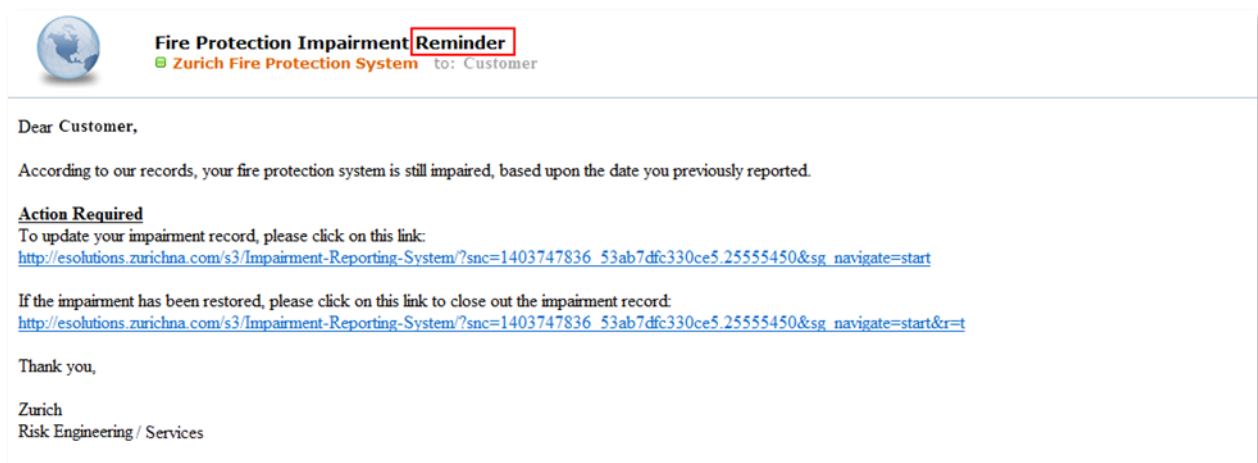 Fire Protection Impairment Reminder
Zurich Fire Protection System to: Customer
Dear Customer,
According to our records, your fire protection system is still impaired, based upon the date you previously reported.
Action Required
To update your impairment record, please click on this link:
http://esolutions.zurichna.com/s3/Impairment-Reporting-System/?snc=1403747836_53ab7dfc330ce5.25555450&sg_navigate=start
If the impairment has been restored, please click on this link to close out the impairment record:
http://esolutions.zurichna.com/s3/Impairment-Reporting-System/?snc=1403747836_53ab7dfc330ce5.25555450&sg_navigate=start&r=t
Thank you,
Zurich
Risk Engineering / Services